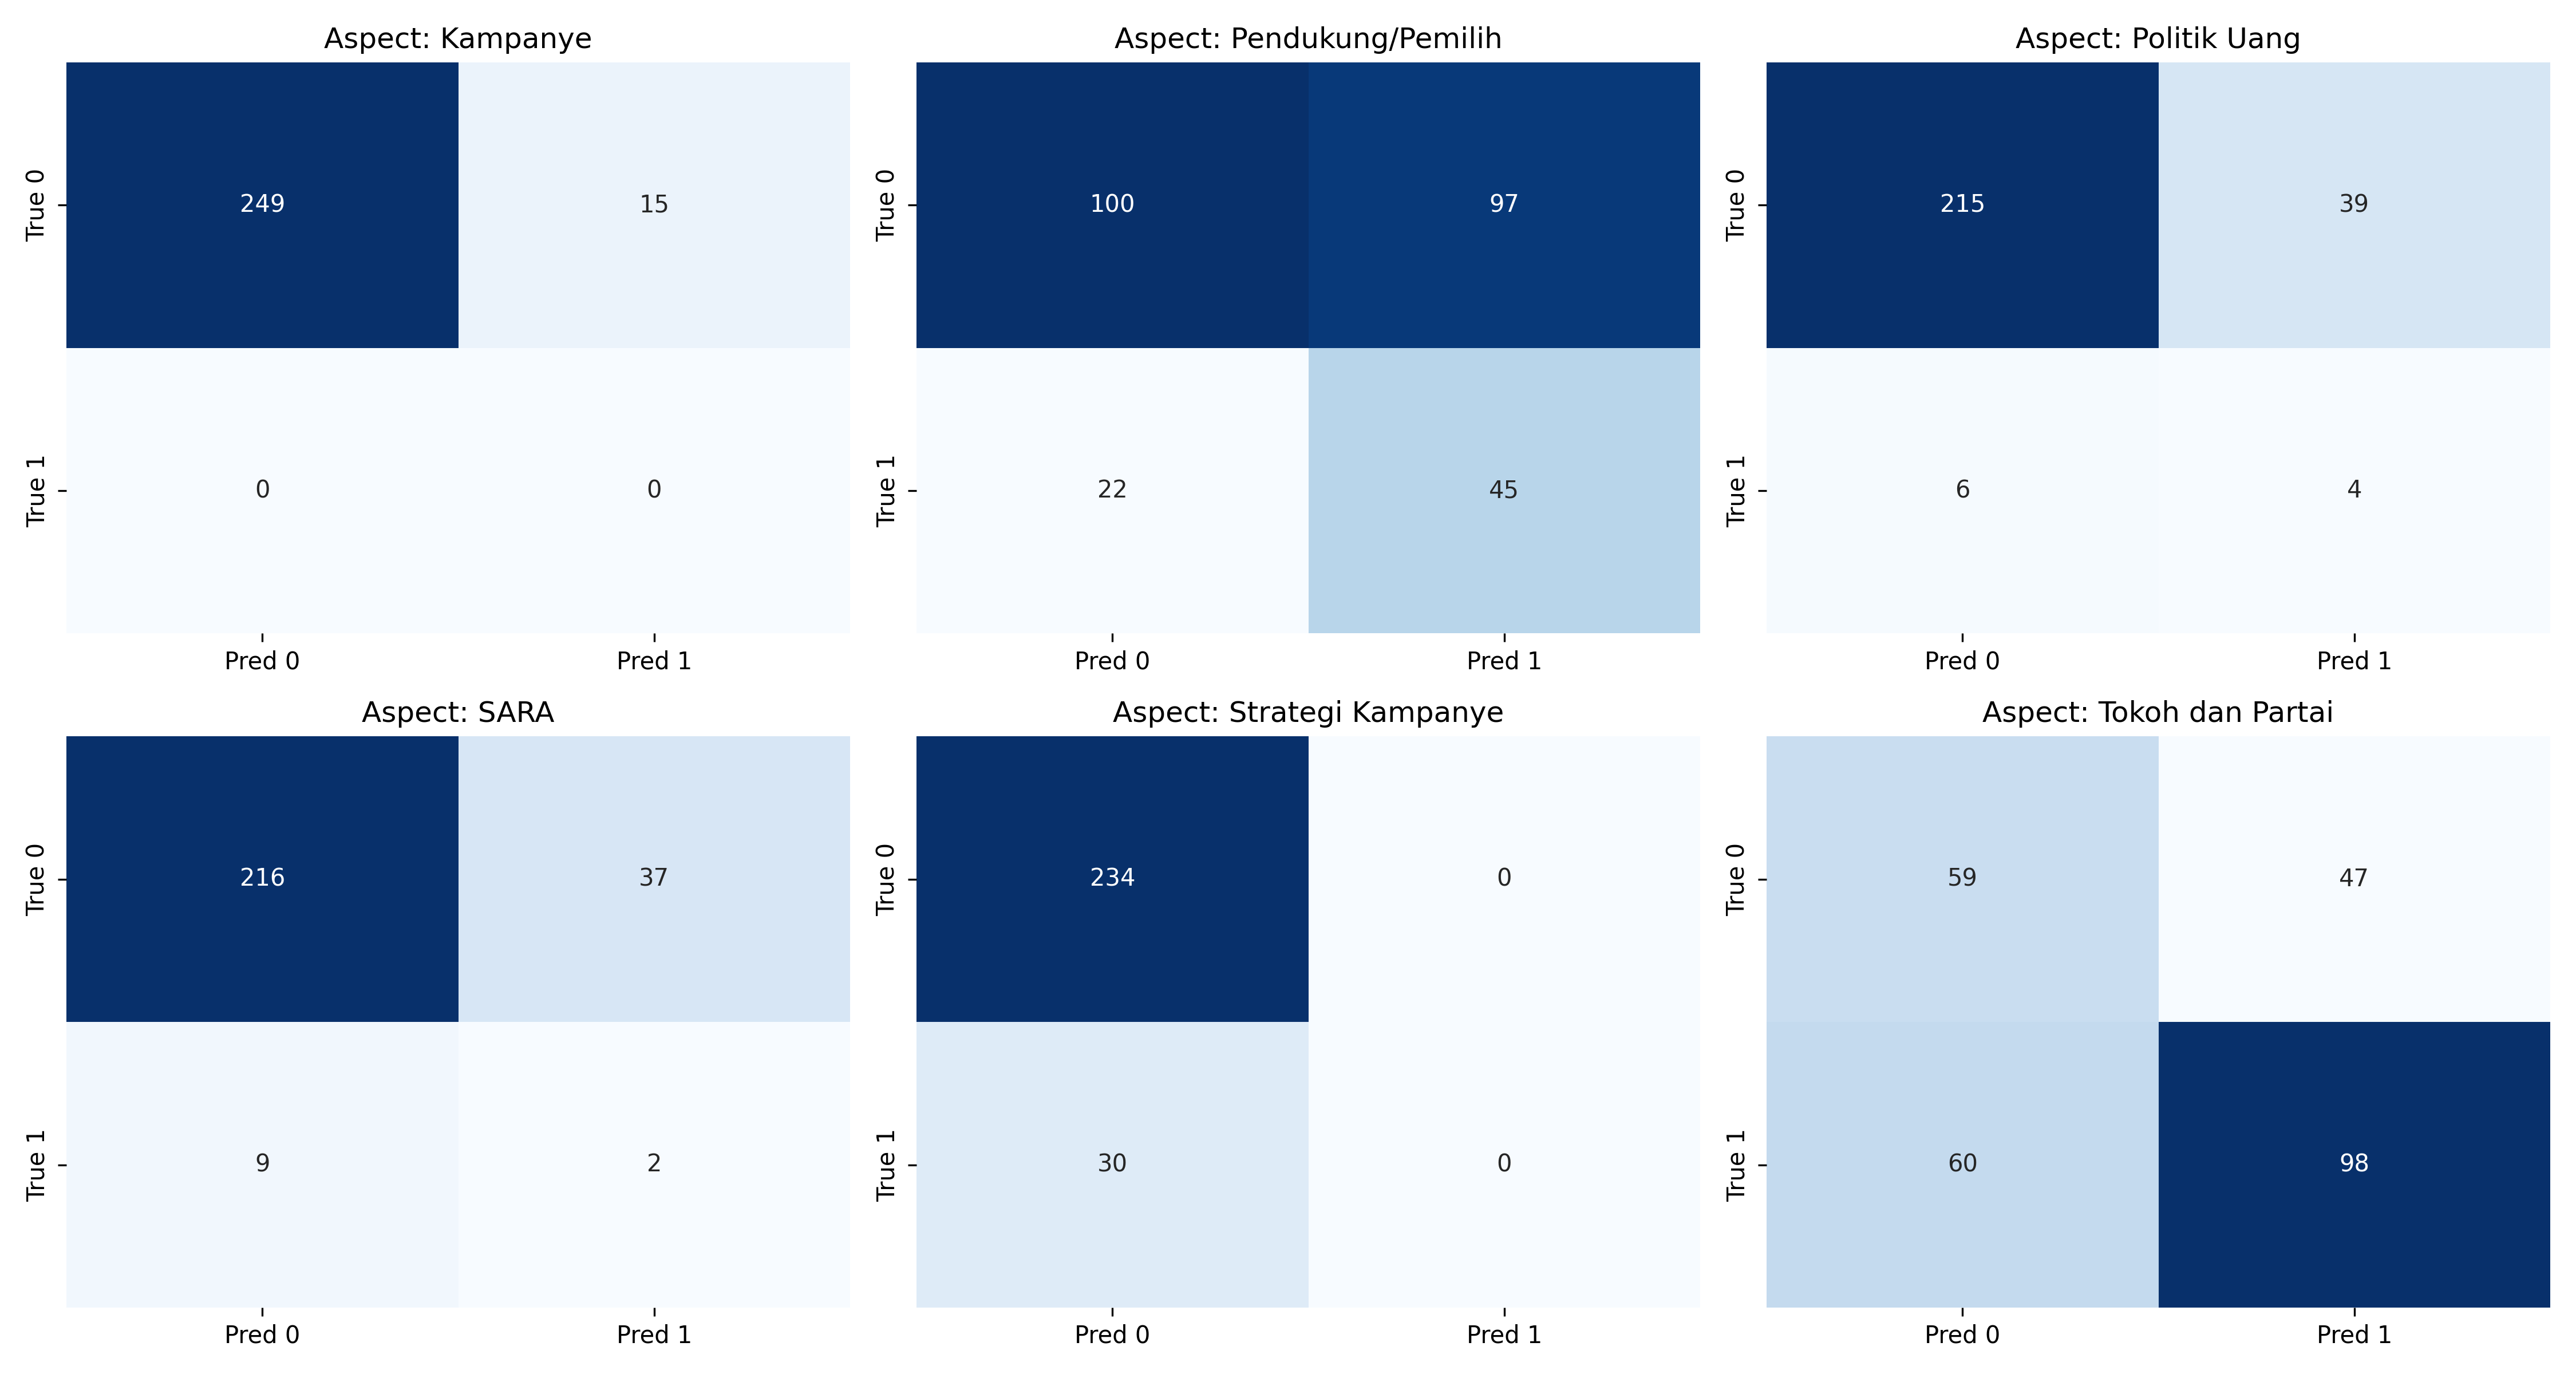 Aspect: Kampanye
True 0
249
15
True 1
0
0
Pred 0
Pred 1
Aspect: Pendukung/Pemilih
True 0
100
97
True 1
22
45
Pred 0
Pred 1
Aspect: Politik Uang
True 0
215
39
True 1
6
4
Pred 0
Pred 1
Aspect: SARA
True 0
216
37
True 1
9
2
Pred 0
Pred 1
Aspect: Strategi Kampanye
True 0
234
0
True 1
30
0
Pred 0
Pred 1
Aspect: Tokoh dan Partai
True 0
59
47
True 1
60
98
Pred 0
Pred 1